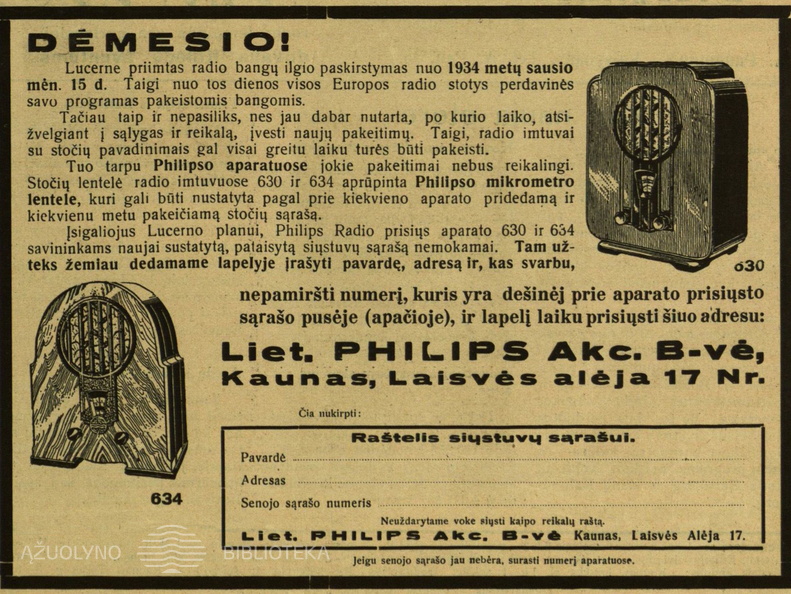 DĖMESIO!
Lucerne priimtas radio bangų ilgio paskirstymas nuo 1934 metų sausio
mėn. 15 d. Taigi nuo tos dienos visos Europos radio stotys perdavinės
savo programas pakeistomis bangomis.
Tačiau taip ir nepasiliks, nes jau dabar nutarta, po kurio laiko, atsi-
žvelgiant į sąlygas ir reikalą, įvesti naujų pakeitimų. Taigi, radio imtuvai
su stočių pavadinimais gal visai greitu laiku turės būti pakeisti.
Tuo tarpu Philipso aparatuose jokie pakeitimai nebus reikalingi.
Stočių lentelė radio imtuvuose 630 ir 634 aprūpinta Philipso mikrometro
lentele, kuri gali būti nustatyta pagal prie kiekvieno aparato pridedamą ir
kiekvienu metu pakeičiamą stočių sąrašą.
Įsigaliojus Lucerno planui, Philips Radio prisiųs aparato 630 ir 634
savininkams naujai sustatytą, pataisytą siųstuvų sąrašą nemokamai. Tam už-
teks žemiau dedamame lapelyje įrašyti pavardę, adresą ir, kas svarbu,
630
nepamiršti numerį, kuris yra dešinėj prie aparato prisiųsto
sąrašo pusėje (apačioje), ir lapelį laiku prisiųsti šiuo adresu:
Liet. PHILIPS Akc. B-vė,
Kaunas, Laisvės alėja 17 Nr.
634
Čia nukirpti:
Raštelis siųstuvų sąrašui.
Pavardė
Adresas
Senojo sąrašo numeris
Neuždarytame voke siųsti kaipo reikalų raštą.
Liet. PHILIPS Akc. B-vė Kaunas, Laisvės Alėja 17.
Jeigu senojo sąrašo jau nebėra, surasti numerį aparatuose.
AŽUOLYNO BIBLIOTEKA